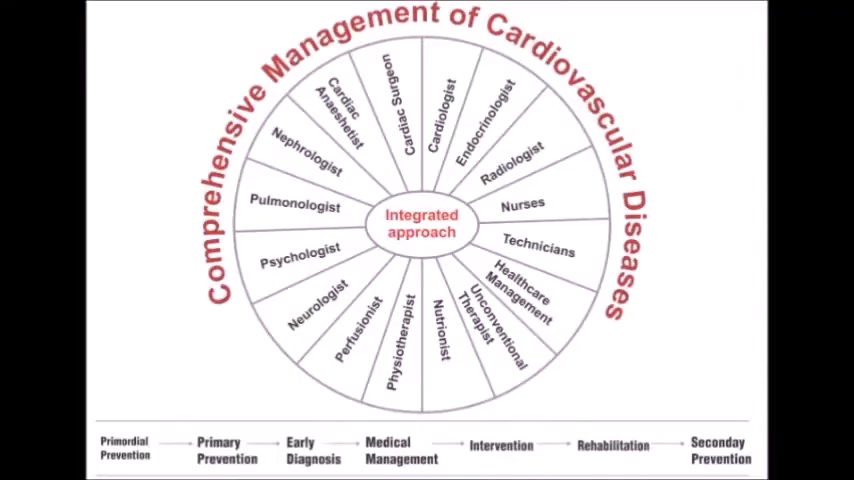 Comprehensive Management of Cardiovascular Diseases
Cardiac Surgeon
Cardiologist
Endocrinologist
Radiologist
Nurses
Technicians
Healthcare
Management
Unconventional
Therapist
Nutrionist
Physiotherapist
Perfusionist
Neurologist
Psychologist
Pulmonologist
Nephrologist
Cardiac
Anaeshetist
Integrated
approach
Primordial
Prevention
Primary
Prevention
Early
Diagnosis
Medical
Management
Intervention
Rehabilitation
Seconday
Prevention